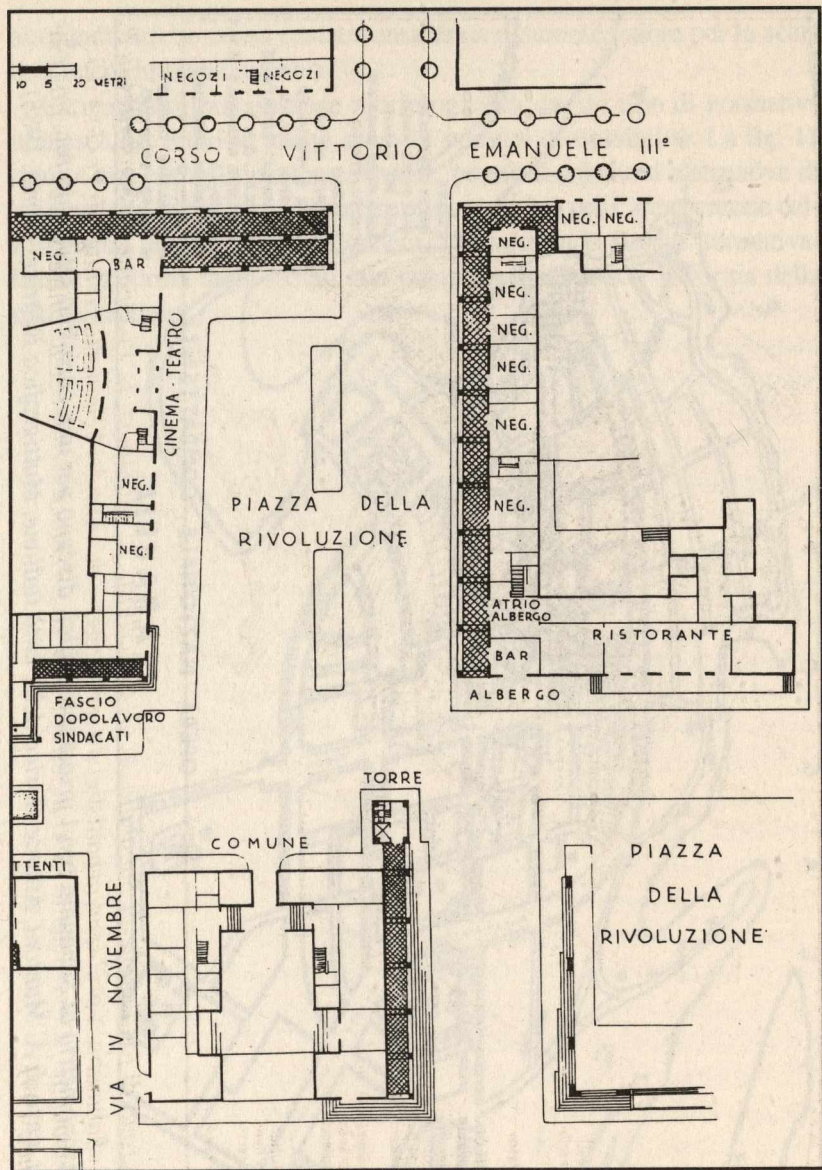 10 5 20 METRI
NEGOZI NEGOZI
CORSO VITTORIO EMANUELE IIIº
NEG. BAR
NEG. NEG.
NEG.
NEG.
NEG.
NEG.
NEG.
NEG.
CINEMA TEATRO
NEG.
NEG.
PIAZZA DELLA
RIVOLUZIONE
ATRIO
ALBERGO
BAR
RISTORANTE
ALBERGO
FASCIO
DOPOLAVORO
SINDACATI
TORRE
COMUNE
TTENTI
VIA IV NOVEMBRE
PIAZZA
DELLA
RIVOLUZIONE